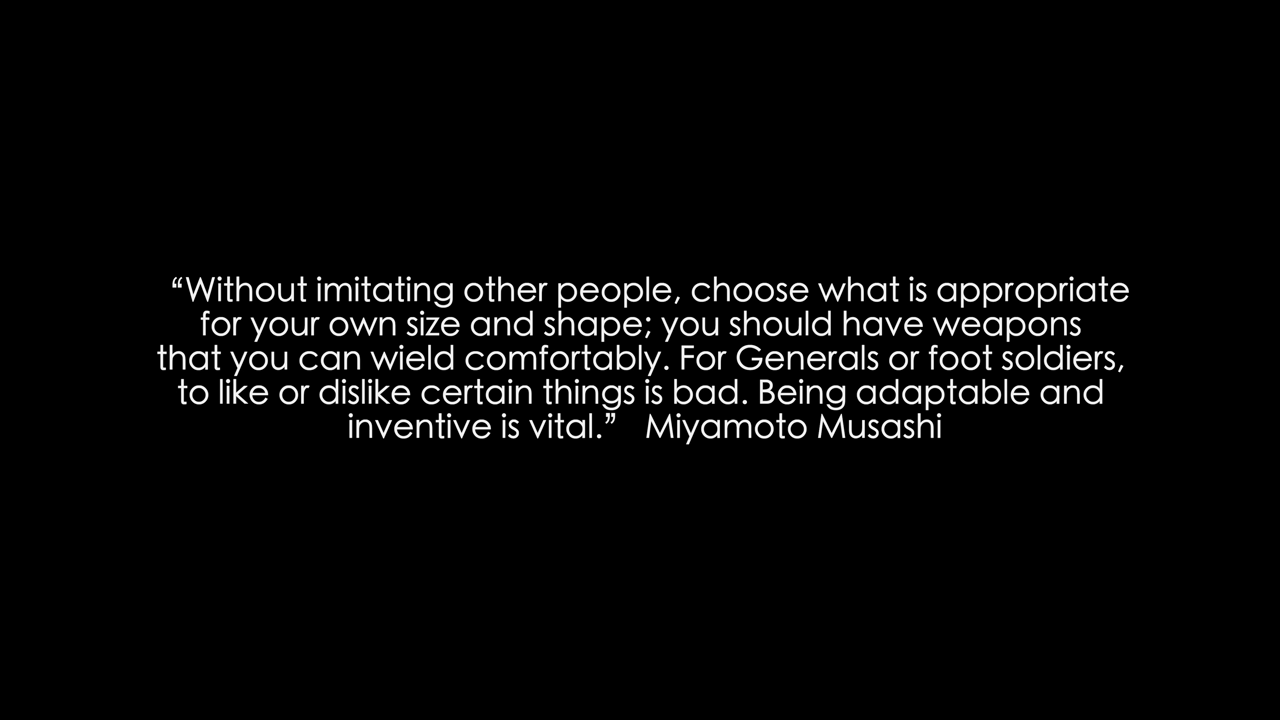 “Without imitating other people, choose what is appropriate
for your own size and shape; you should have weapons
that you can wield comfortably. For Generals or foot soldiers,
to like or dislike certain things is bad. Being adaptable and
inventive is vital.”   Miyamoto Musashi